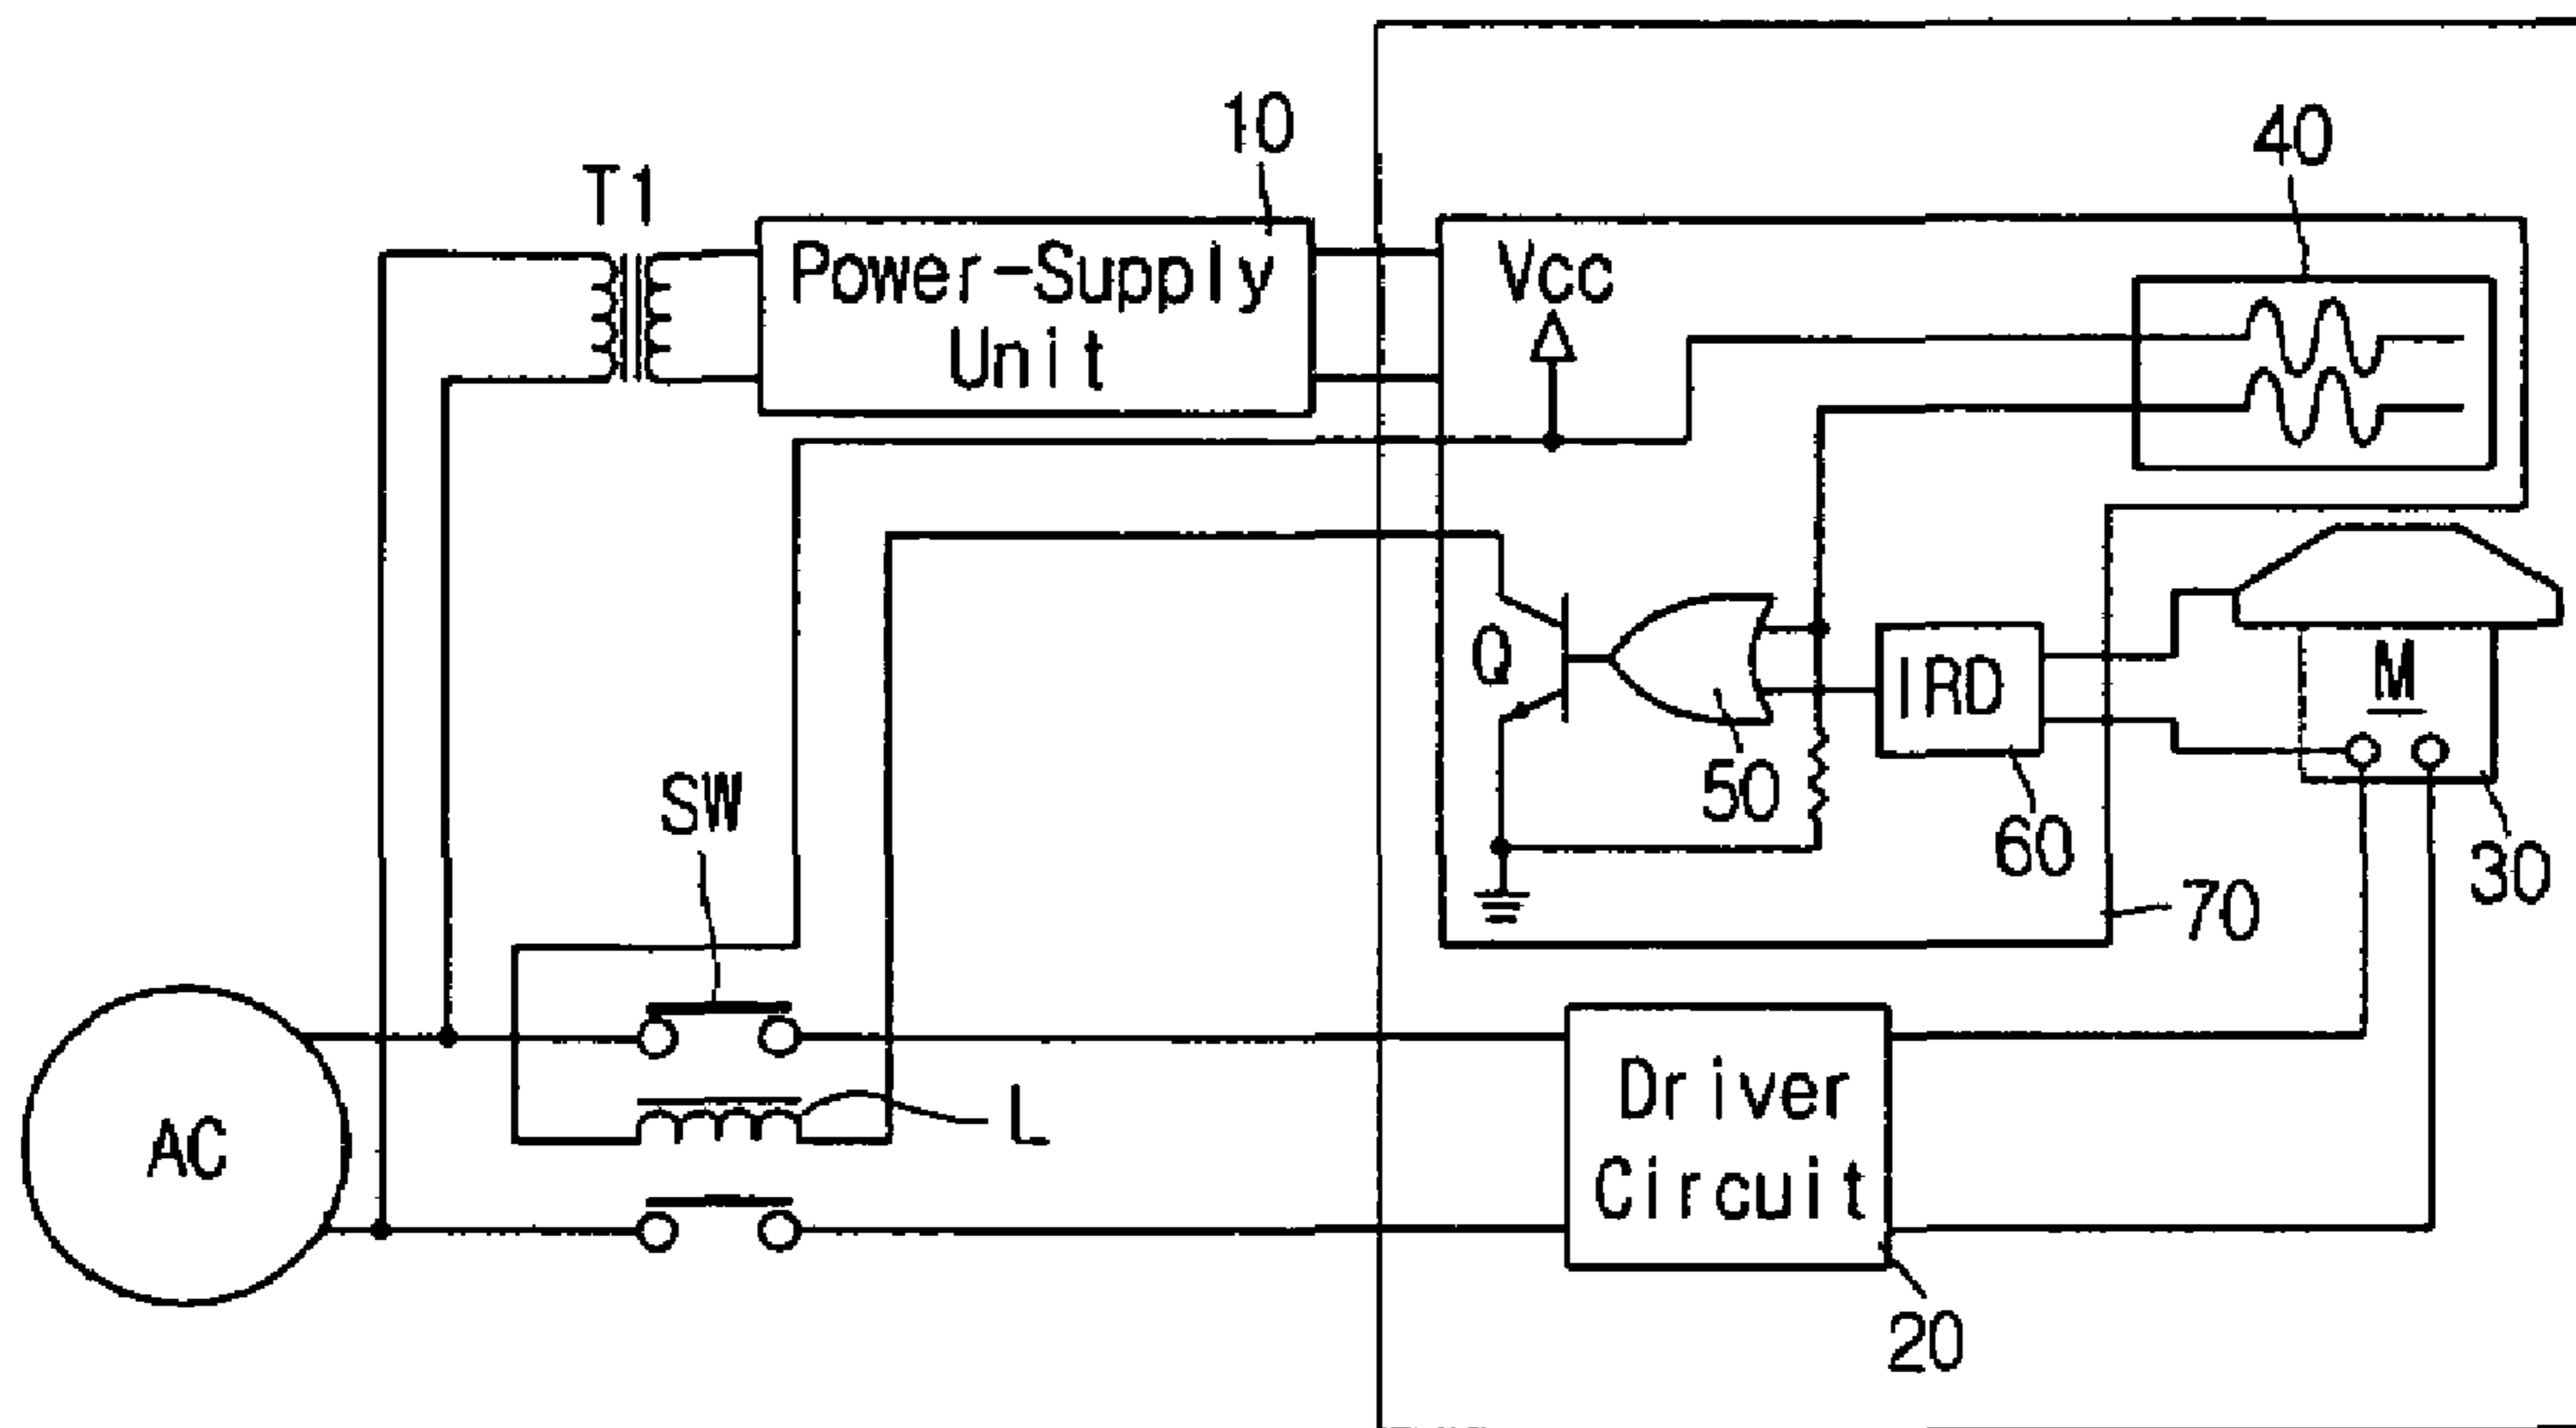 10
40
T1
Power-Supply
Unit
Vcc
Q
IRD
M
50
60
30
SW
70
L
AC
Driver
Circuit
20